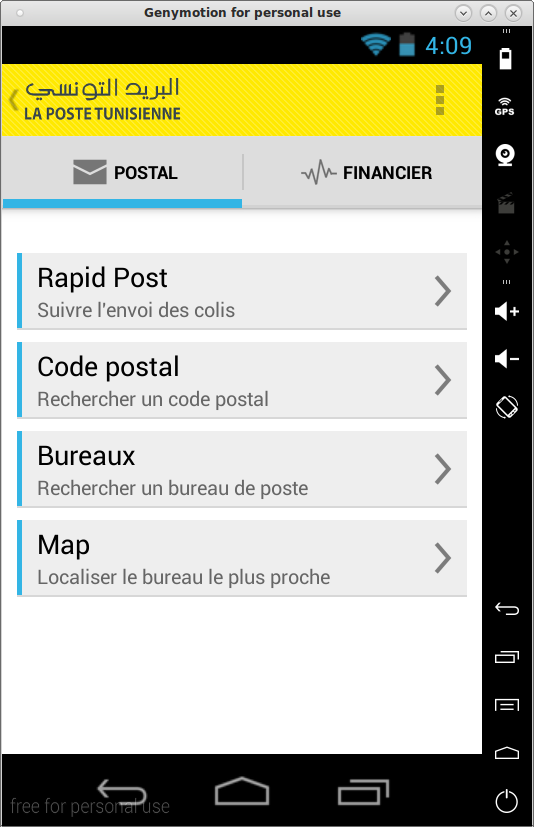 Genymotion for personal use
4:09
البريد التونسي
LA POSTE TUNISIENNE
GPS
POSTAL
FINANCIER
Rapid Post
Suivre l'envoi des colis
Code postal
Rechercher un code postal
Bureaux
Rechercher un bureau de poste
Map
Localiser le bureau le plus proche
free for personal use